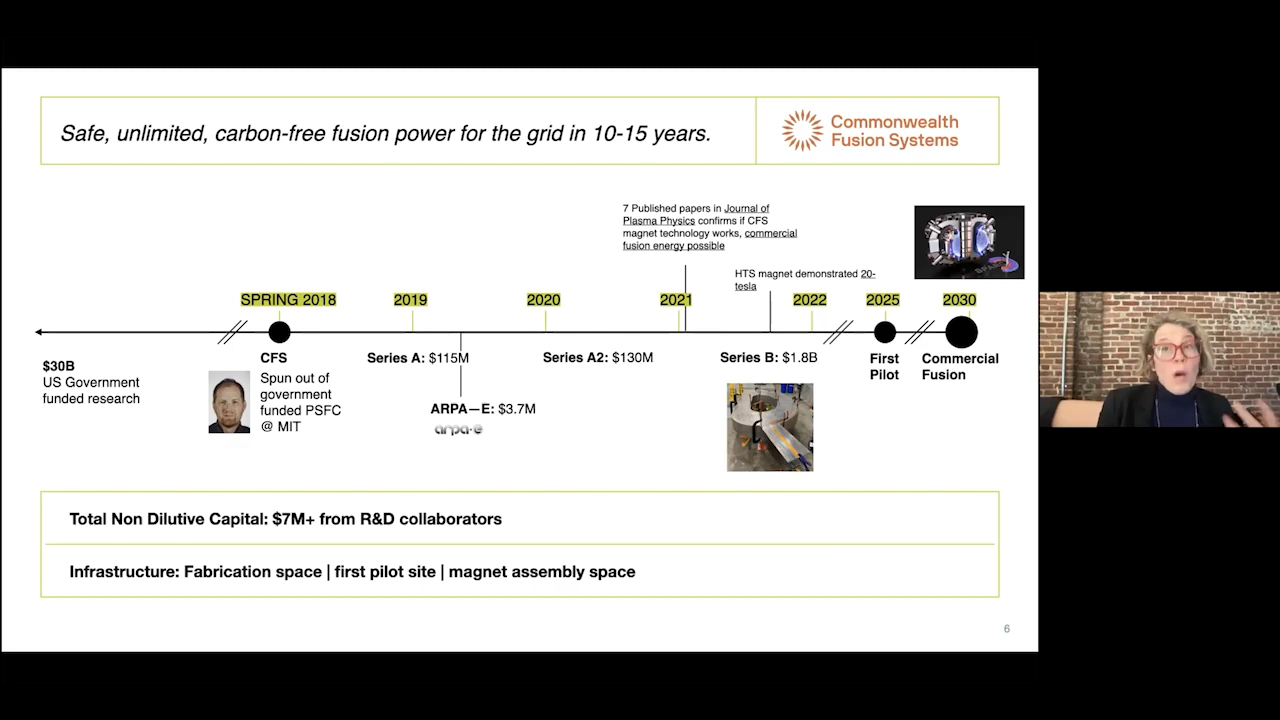 Safe, unlimited, carbon-free fusion power for the grid in 10-15 years.
Commonwealth
Fusion Systems
7 Published papers in Journal of
Plasma Physics confirms if CFS
magnet technology works, commercial
fusion energy possible
HTS magnet demonstrated 20-
tesla
SPRING 2018
2019
2020
2021
2022
2025
2030
$30B
US Government
funded research
CFS
Spun out of
government
funded PSFC
@ MIT
Series A: $115M
ARPA—E: $3.7M
arpa·e
Series A2: $130M
Series B: $1.8B
First
Pilot
Commercial
Fusion
Total Non Dilutive Capital: $7M+ from R&D collaborators
Infrastructure: Fabrication space | first pilot site | magnet assembly space
6